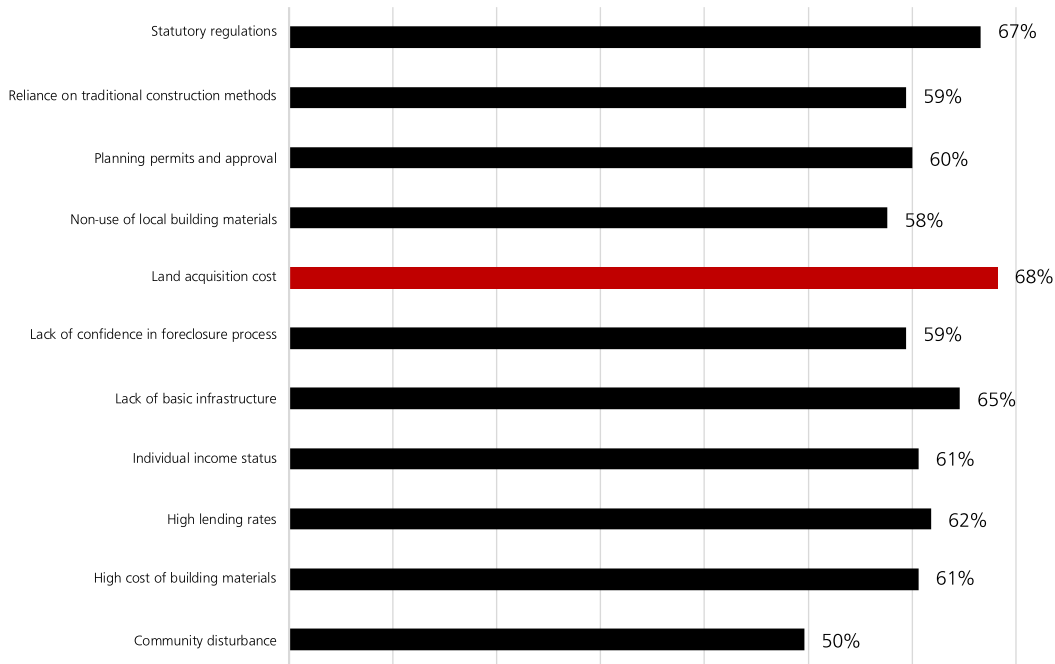 Statutory regulations 67%
Reliance on traditional construction methods 59%
Planning permits and approval 60%
Non-use of local building materials 58%
Land acquisition cost 68%
Lack of confidence in foreclosure process 59%
Lack of basic infrastructure 65%
Individual income status 61%
High lending rates 62%
High cost of building materials 61%
Community disturbance 50%